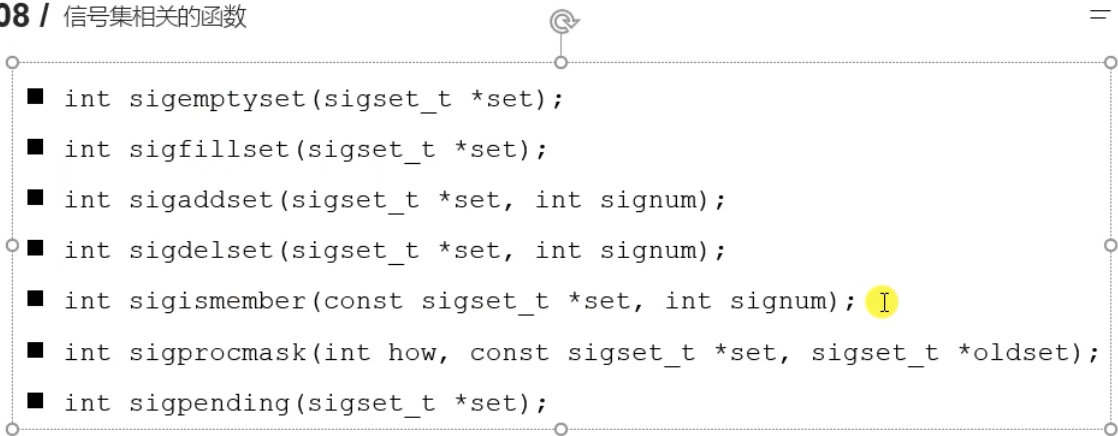 08 / 信号集相关的函数
■ int sigemptyset(sigset_t *set);
■ int sigfillset(sigset_t *set);
■ int sigaddset(sigset_t *set, int signum);
■ int sigdelset(sigset_t *set, int signum);
■ int sigismember(const sigset_t *set, int signum);
■ int sigprocmask(int how, const sigset_t *set, sigset_t *oldset);
■ int sigpending(sigset_t *set);